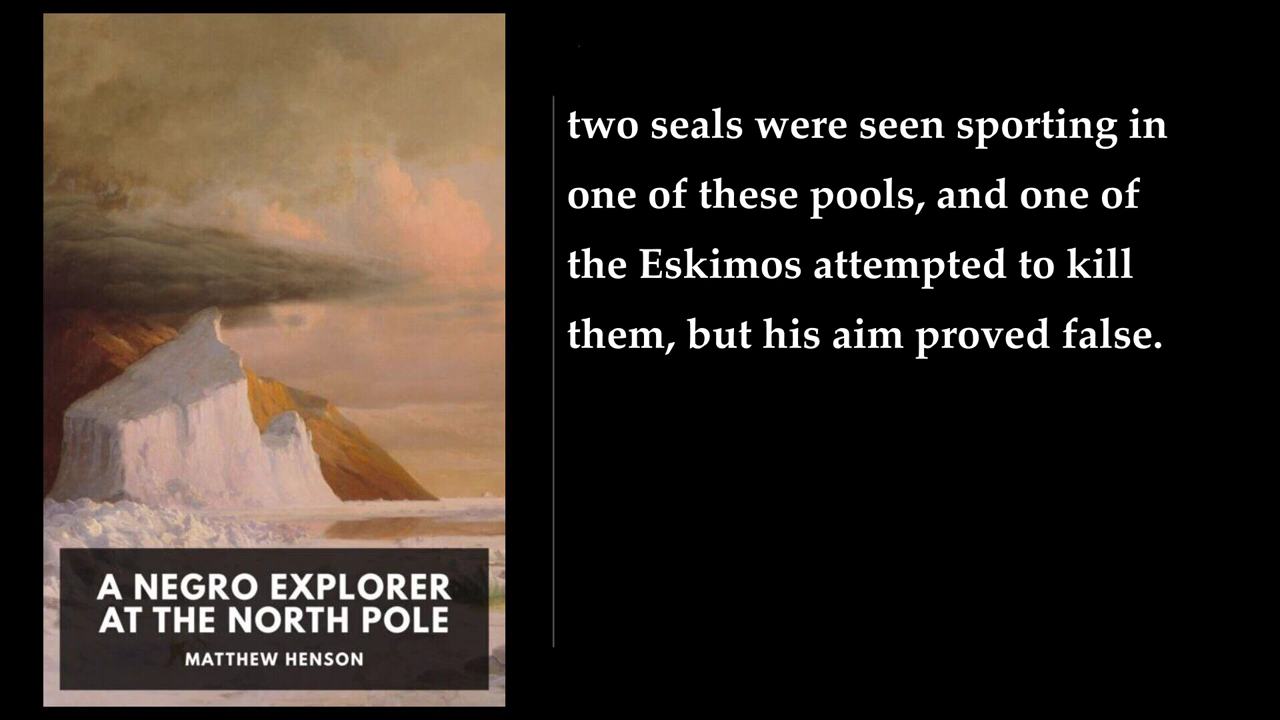 two seals were seen sporting in
one of these pools, and one of
the Eskimos attempted to kill
them, but his aim proved false.
A NEGRO EXPLORER
AT THE NORTH POLE
MATTHEW HENSON